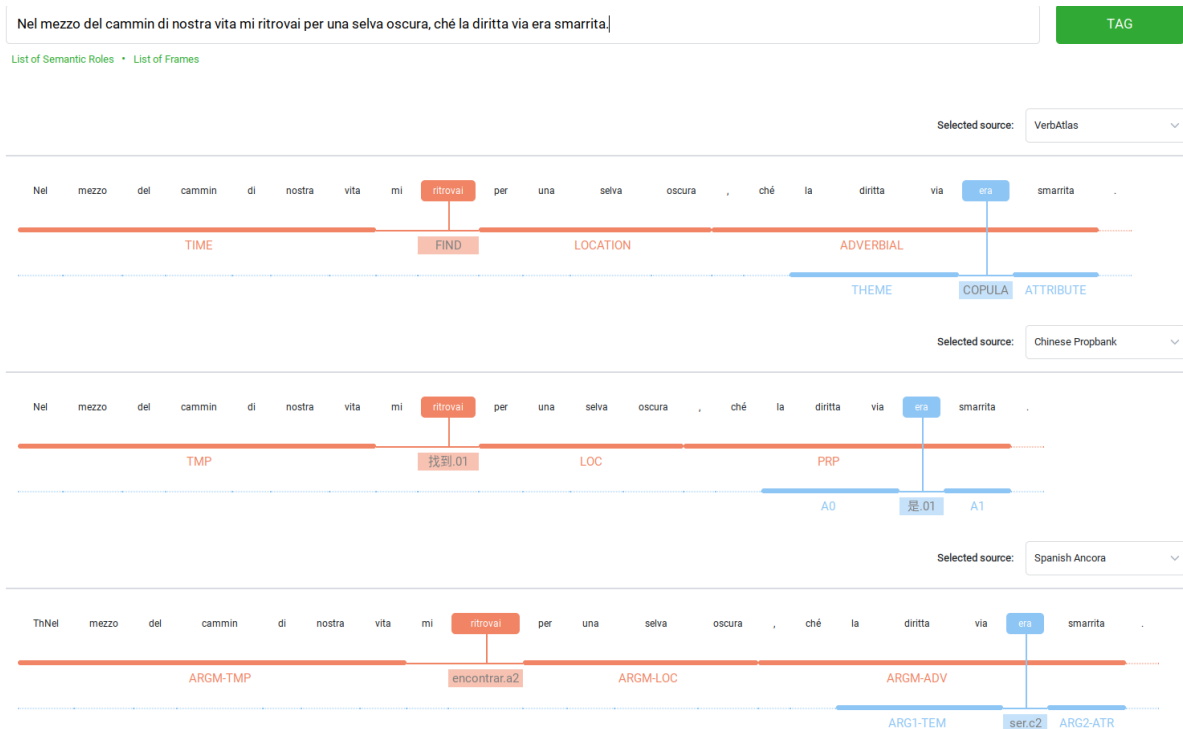 Nel mezzo del cammin di nostra vita mi ritrovai per una selva oscura, ché la diritta via era smarrita.
TAG
List of Semantic Roles • List of Frames
Selected source: VerbAtlas
Nel mezzo del cammin di nostra vita mi ritrovai per una selva oscura , ché la diritta via era smarrita .
TIME FIND LOCATION ADVERBIAL
THEME COPULA ATTRIBUTE
Selected source: Chinese Propbank
Nel mezzo del cammin di nostra vita mi ritrovai per una selva oscura , ché la diritta via era smarrita .
TMP 找到.01 LOC PRP
A0 是.01 A1
Selected source: Spanish Ancora
ThNel mezzo del cammin di nostra vita mi ritrovai per una selva oscura , ché la diritta via era smarrita .
ARGM-TMP encontrar.a2 ARGM-LOC ARGM-ADV
ARG1-TEM ser.c2 ARG2-ATR